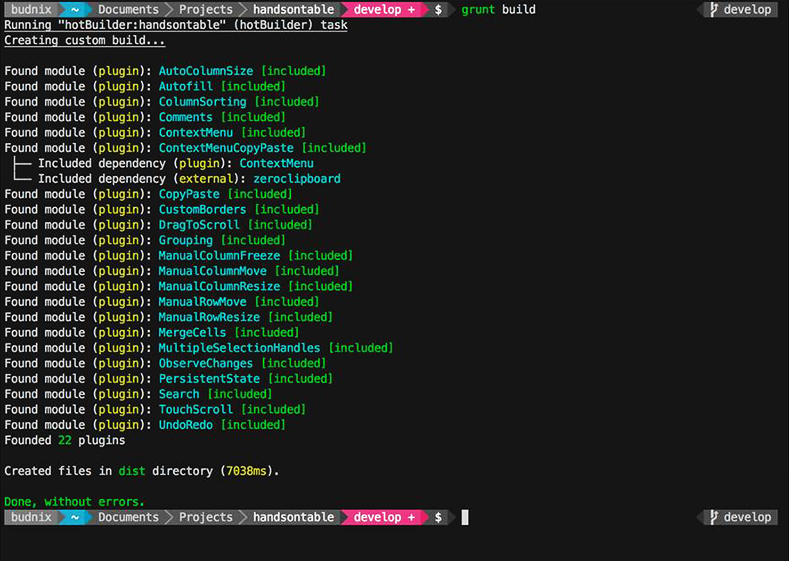 budnix ~ Documents Projects handsontable develop + $ grunt build develop
Running "hotBuilder:handsontable" (hotBuilder) task
Creating custom build...
Found module (plugin): AutoColumnSize [included]
Found module (plugin): Autofill [included]
Found module (plugin): ColumnSorting [included]
Found module (plugin): Comments [included]
Found module (plugin): ContextMenu [included]
Found module (plugin): ContextMenuCopyPaste [included]
├── Included dependency (plugin): ContextMenu
└── Included dependency (external): zeroclipboard
Found module (plugin): CopyPaste [included]
Found module (plugin): CustomBorders [included]
Found module (plugin): DragToScroll [included]
Found module (plugin): Grouping [included]
Found module (plugin): ManualColumnFreeze [included]
Found module (plugin): ManualColumnMove [included]
Found module (plugin): ManualColumnResize [included]
Found module (plugin): ManualRowMove [included]
Found module (plugin): ManualRowResize [included]
Found module (plugin): MergeCells [included]
Found module (plugin): MultipleSelectionHandles [included]
Found module (plugin): ObserveChanges [included]
Found module (plugin): PersistentState [included]
Found module (plugin): Search [included]
Found module (plugin): TouchScroll [included]
Found module (plugin): UndoRedo [included]
Founded 22 plugins
Created files in dist directory (7038ms).
Done, without errors.
budnix ~ Documents Projects handsontable develop + $ develop